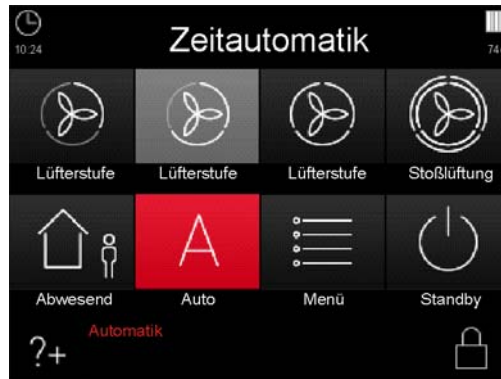 Zeitautomatik
10:24
74
Lüfterstufe Lüfterstufe Lüfterstufe Stoßlüftung
A
Abwesend Auto Menü Standby
Automatik
?+